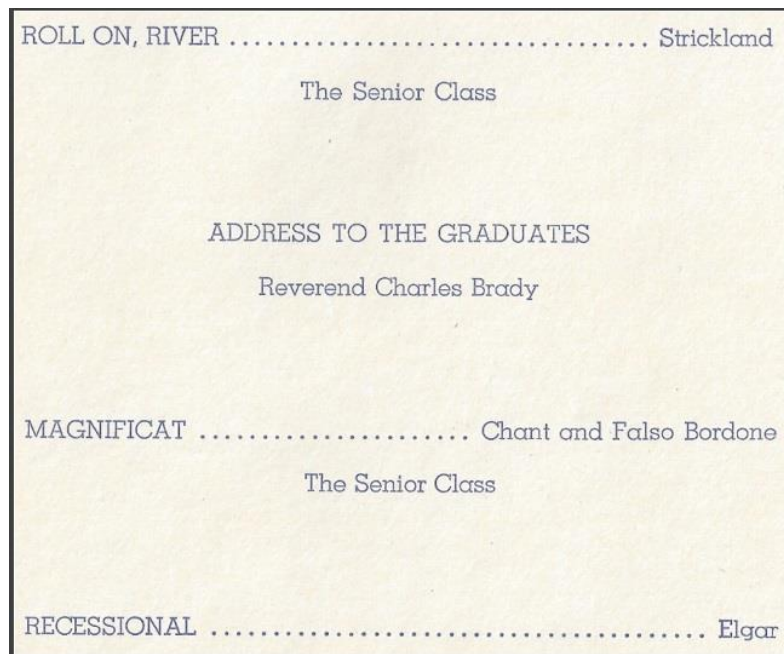 ROLL ON, RIVER .................................... Strickland
The Senior Class
ADDRESS TO THE GRADUATES
Reverend Charles Brady
MAGNIFICAT ....................... Chant and Falso Bordone
The Senior Class
RECESSIONAL .......................................... Elgar